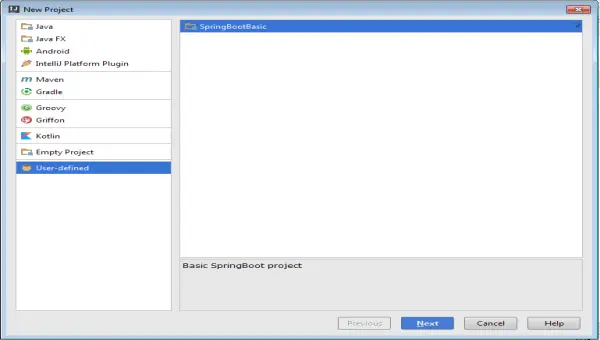 New Project
Java
Java FX
Android
IntelliJ Platform Plugin
Maven
Gradle
Groovy
Griffon
Kotlin
Empty Project
User-defined
SpringBootBasic
Basic SpringBoot project
Previous
Next
Cancel
Help